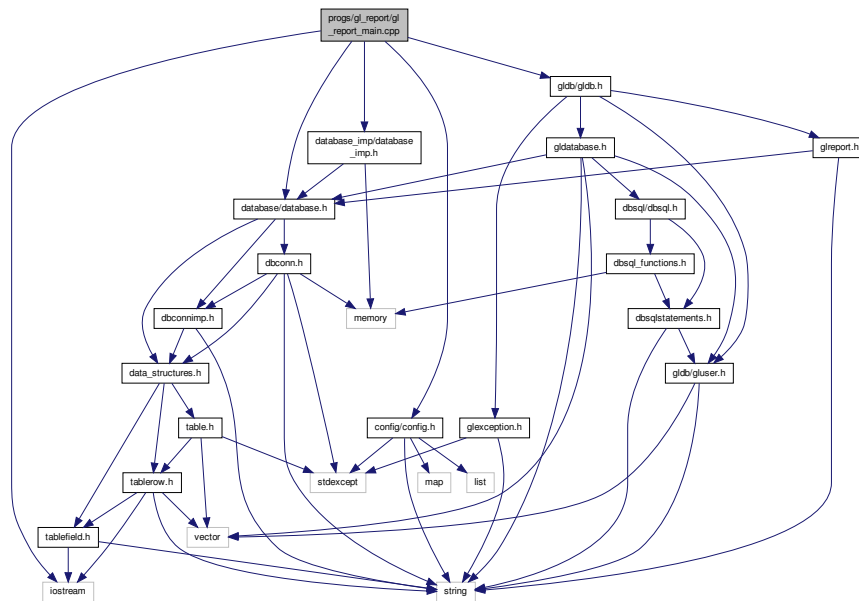 progs/gl_report/gl
_report_main.cpp
gldb/gldb.h
database_imp/database
_imp.h
gldatabase.h
glreport.h
database/database.h
dbsql/dbsql.h
dbconn.h
dbsql_functions.h
dbconnimp.h
memory
dbsqlstatements.h
data_structures.h
gldb/gluser.h
table.h
config/config.h
glexception.h
tablerow.h
stdexcept
map
list
tablefield.h
vector
iostream
string